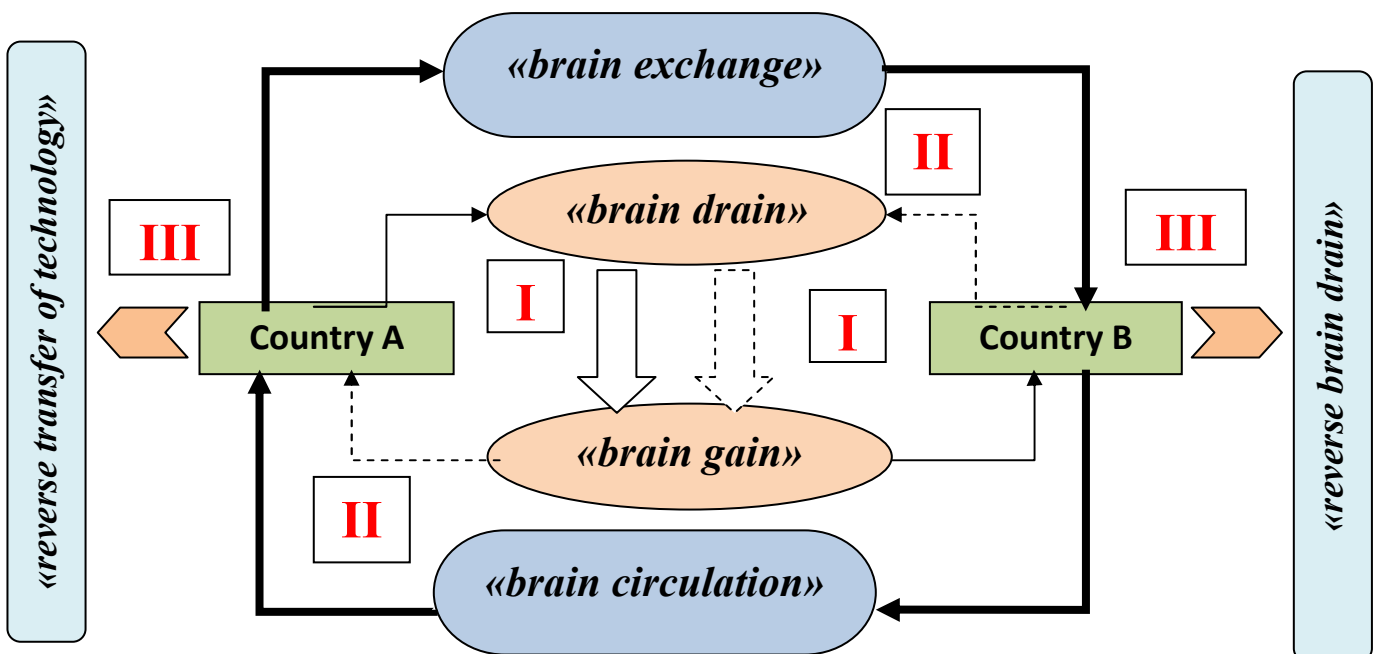 «reverse transfer of technology»
«brain exchange»
II
«brain drain»
III
III
I
I
Country A
Country B
«brain gain»
II
«brain circulation»
«reverse brain drain»